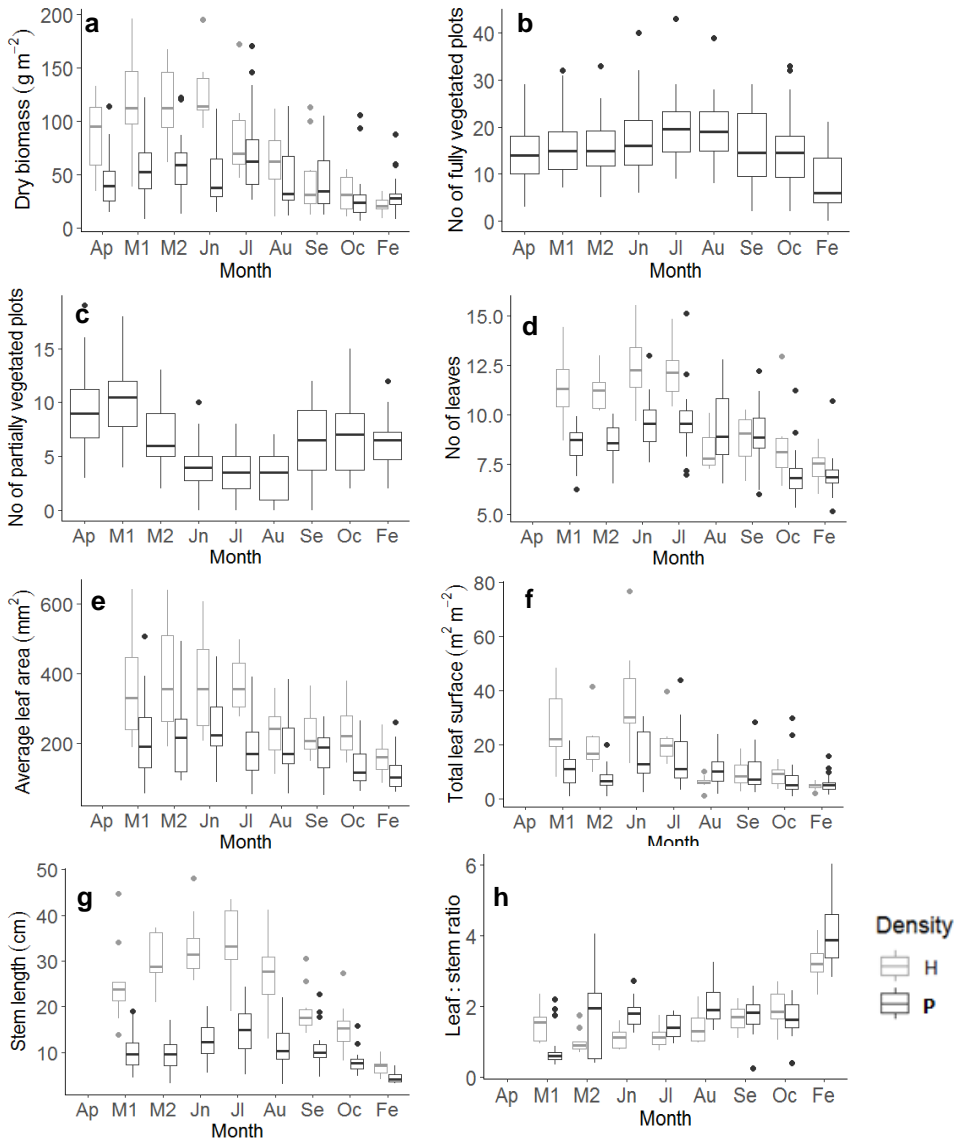 a
Dry biomass (g m⁻²)
200
150
100
50
0
Ap M1 M2 Jn Jl Au Se Oc Fe
Month
b
No of fully vegetated plots
40
30
20
10
0
Ap M1 M2 Jn Jl Au Se Oc Fe
Month
c
No of partially vegetated plots
15
10
5
0
Ap M1 M2 Jn Jl Au Se Oc Fe
Month
d
No of leaves
15.0
12.5
10.0
7.5
5.0
Ap M1 M2 Jn Jl Au Se Oc Fe
Month
e
Average leaf area (mm²)
600
400
200
Ap M1 M2 Jn Jl Au Se Oc Fe
Month
f
Total leaf surface (m² m⁻²)
80
60
40
20
0
Ap M1 M2 Jn Jl Au Se Oc Fe
Month
g
Stem length (cm)
50
40
30
20
10
Ap M1 M2 Jn Jl Au Se Oc Fe
Month
h
Leaf : stem ratio
6
4
2
0
Ap M1 M2 Jn Jl Au Se Oc Fe
Month
Density
H
p